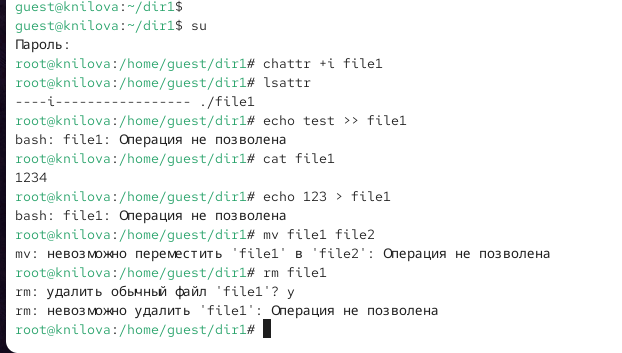 guest@knilova:~/dir1$
guest@knilova:~/dir1$ su
Пароль:
root@knilova:/home/guest/dir1# chattr +i file1
root@knilova:/home/guest/dir1# lsattr
----i----------------- ./file1
root@knilova:/home/guest/dir1# echo test >> file1
bash: file1: Операция не позволена
root@knilova:/home/guest/dir1# cat file1
1234
root@knilova:/home/guest/dir1# echo 123 > file1
bash: file1: Операция не позволена
root@knilova:/home/guest/dir1# mv file1 file2
mv: невозможно переместить 'file1' в 'file2': Операция не позволена
root@knilova:/home/guest/dir1# rm file1
rm: удалить обычный файл 'file1'? y
rm: невозможно удалить 'file1': Операция не позволена
root@knilova:/home/guest/dir1#